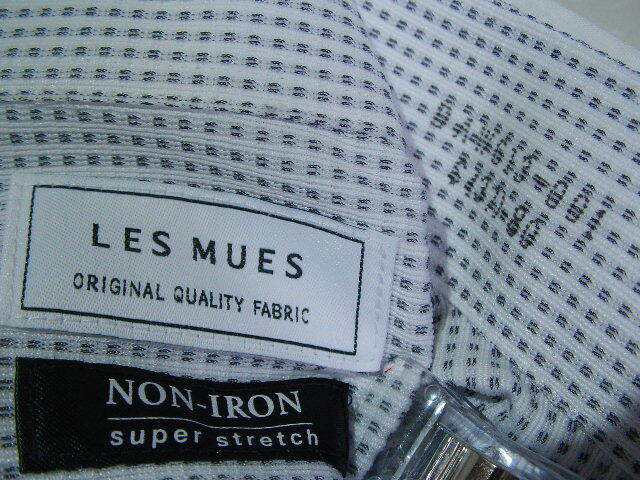 LES MUES
ORIGINAL QUALITY FABRIC
NON-IRON
super stretch